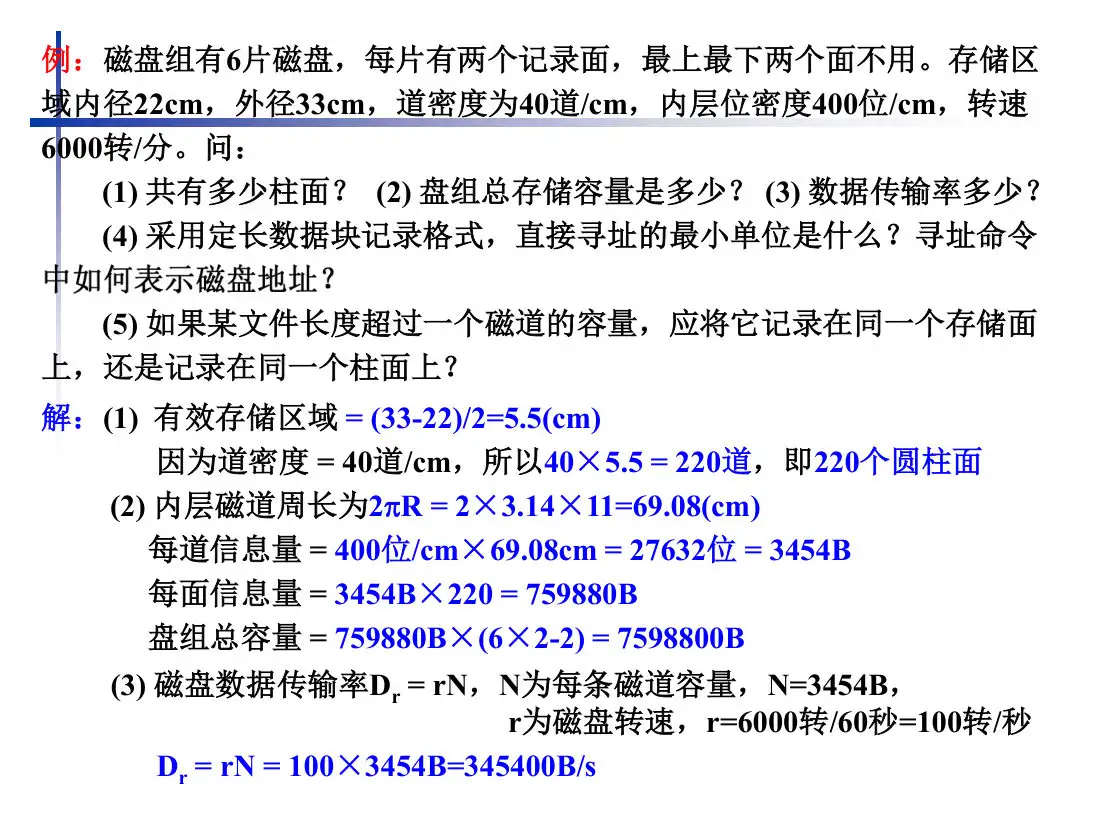 例：磁盘组有6片磁盘，每片有两个记录面，最上最下两个面不用。存储区
域内径22cm，外径33cm，道密度为40道/cm，内层位密度400位/cm，转速
6000转/分。问：
(1) 共有多少柱面？ (2) 盘组总存储容量是多少？ (3) 数据传输率多少？
(4) 采用定长数据块记录格式，直接寻址的最小单位是什么？寻址命令
中如何表示磁盘地址？
(5) 如果某文件长度超过一个磁道的容量，应将它记录在同一个存储面
上，还是记录在同一个柱面上？
解：(1) 有效存储区域 = (33-22)/2=5.5(cm)
因为道密度 = 40道/cm，所以40×5.5 = 220道，即220个圆柱面
(2) 内层磁道周长为2πR = 2×3.14×11=69.08(cm)
每道信息量 = 400位/cm×69.08cm = 27632位 = 3454B
每面信息量 = 3454B×220 = 759880B
盘组总容量 = 759880B×(6×2-2) = 7598800B
(3) 磁盘数据传输率Dr = rN，N为每条磁道容量，N=3454B，
r为磁盘转速，r=6000转/60秒=100转/秒
Dr = rN = 100×3454B=345400B/s